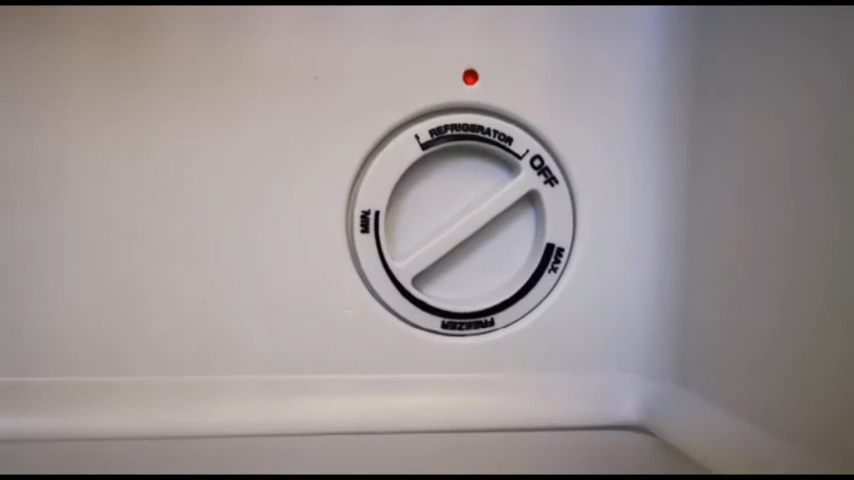 REFRIGERATOR
OFF
MIN.
MAX.
FREEZER